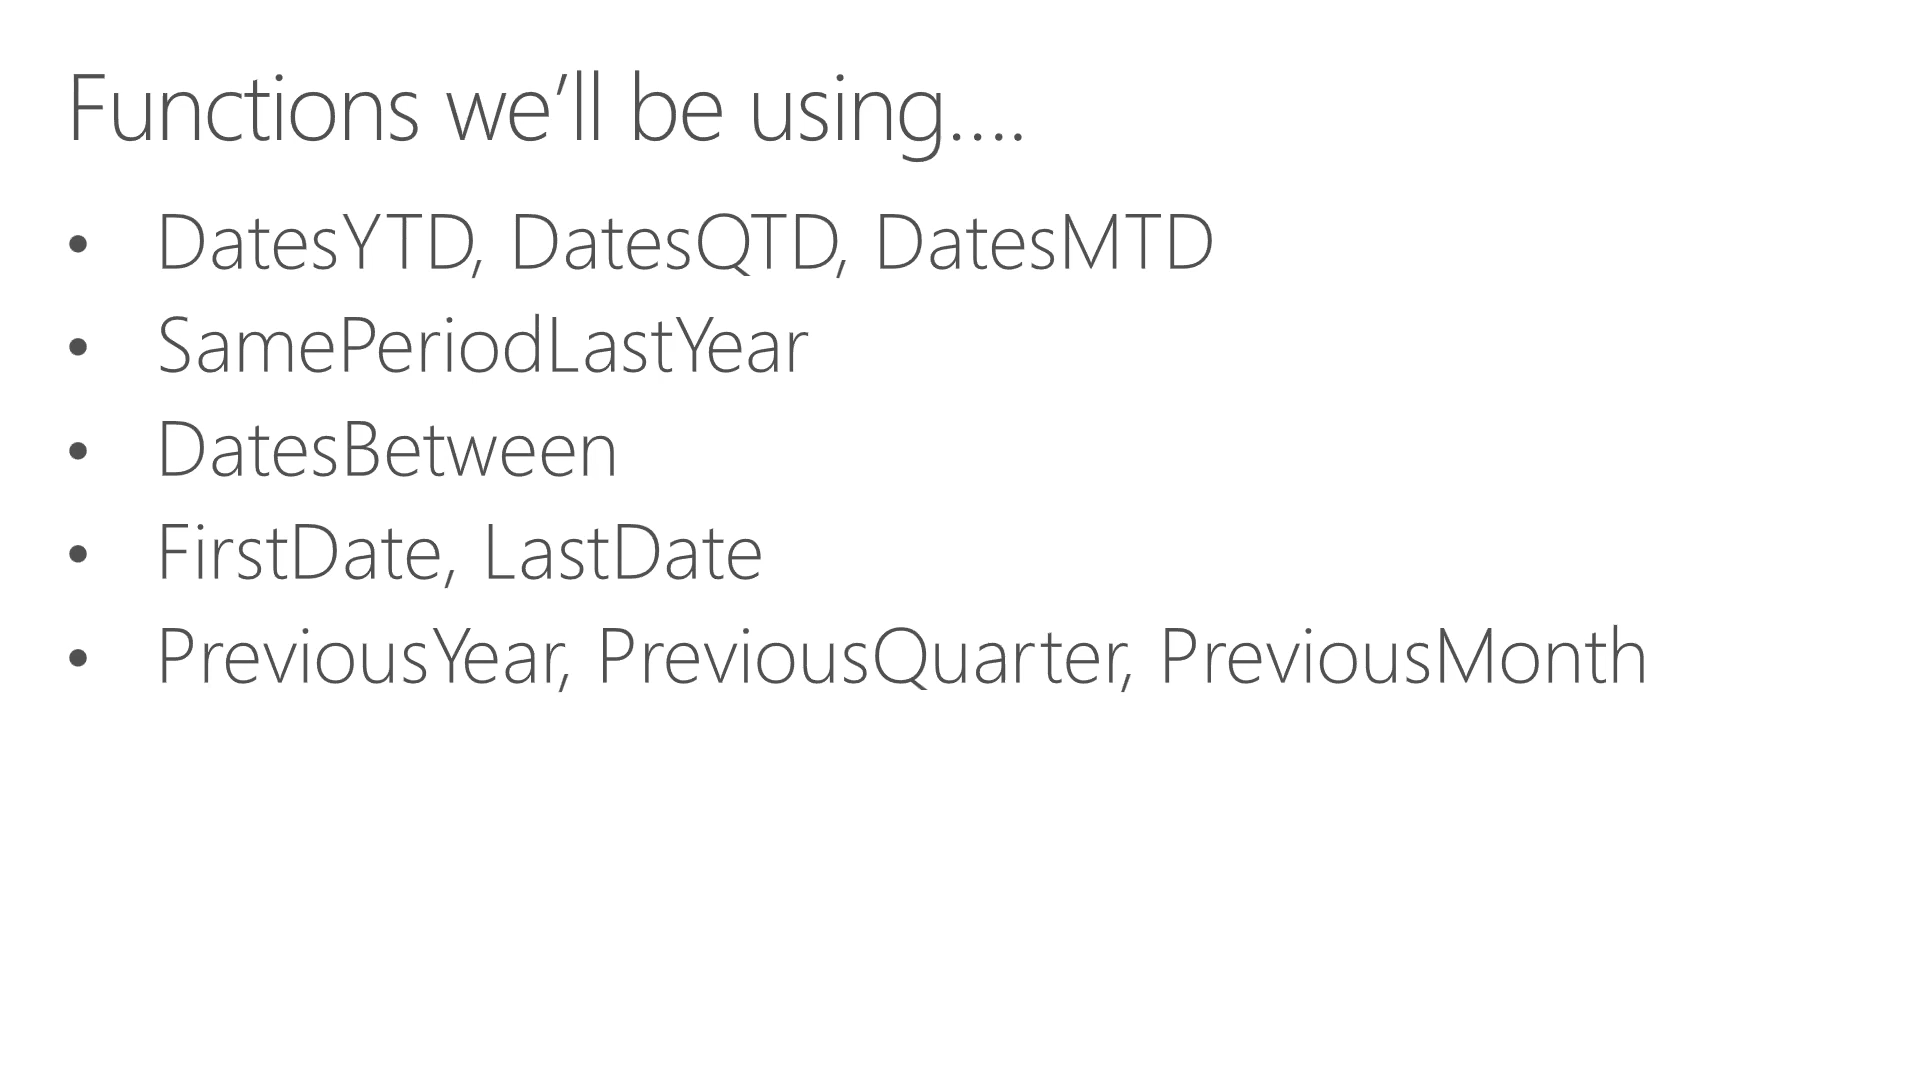 Functions we’ll be using....
• DatesYTD, DatesQTD, DatesMTD
• SamePeriodLastYear
• DatesBetween
• FirstDate, LastDate
• PreviousYear, PreviousQuarter, PreviousMonth